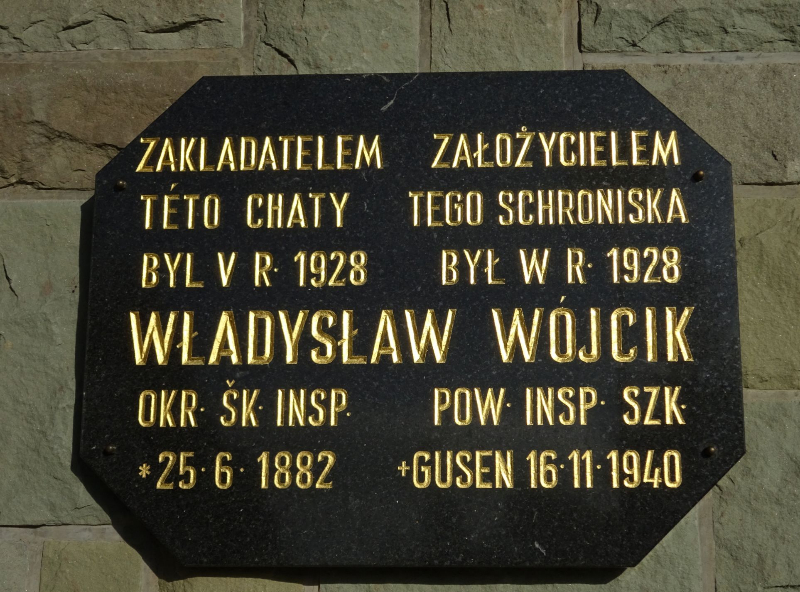 ZAKLADATELEM ZAŁOŻYCIELEM
TÉTO CHATY TEGO SCHRONISKA
BYL V R· 1928 BYŁ W R· 1928
WŁADYSŁAW WÓJCIK
OKR· ŠK· INSP· POW· INSP· SZK·
*25·6·1882 +GUSEN 16·11·1940